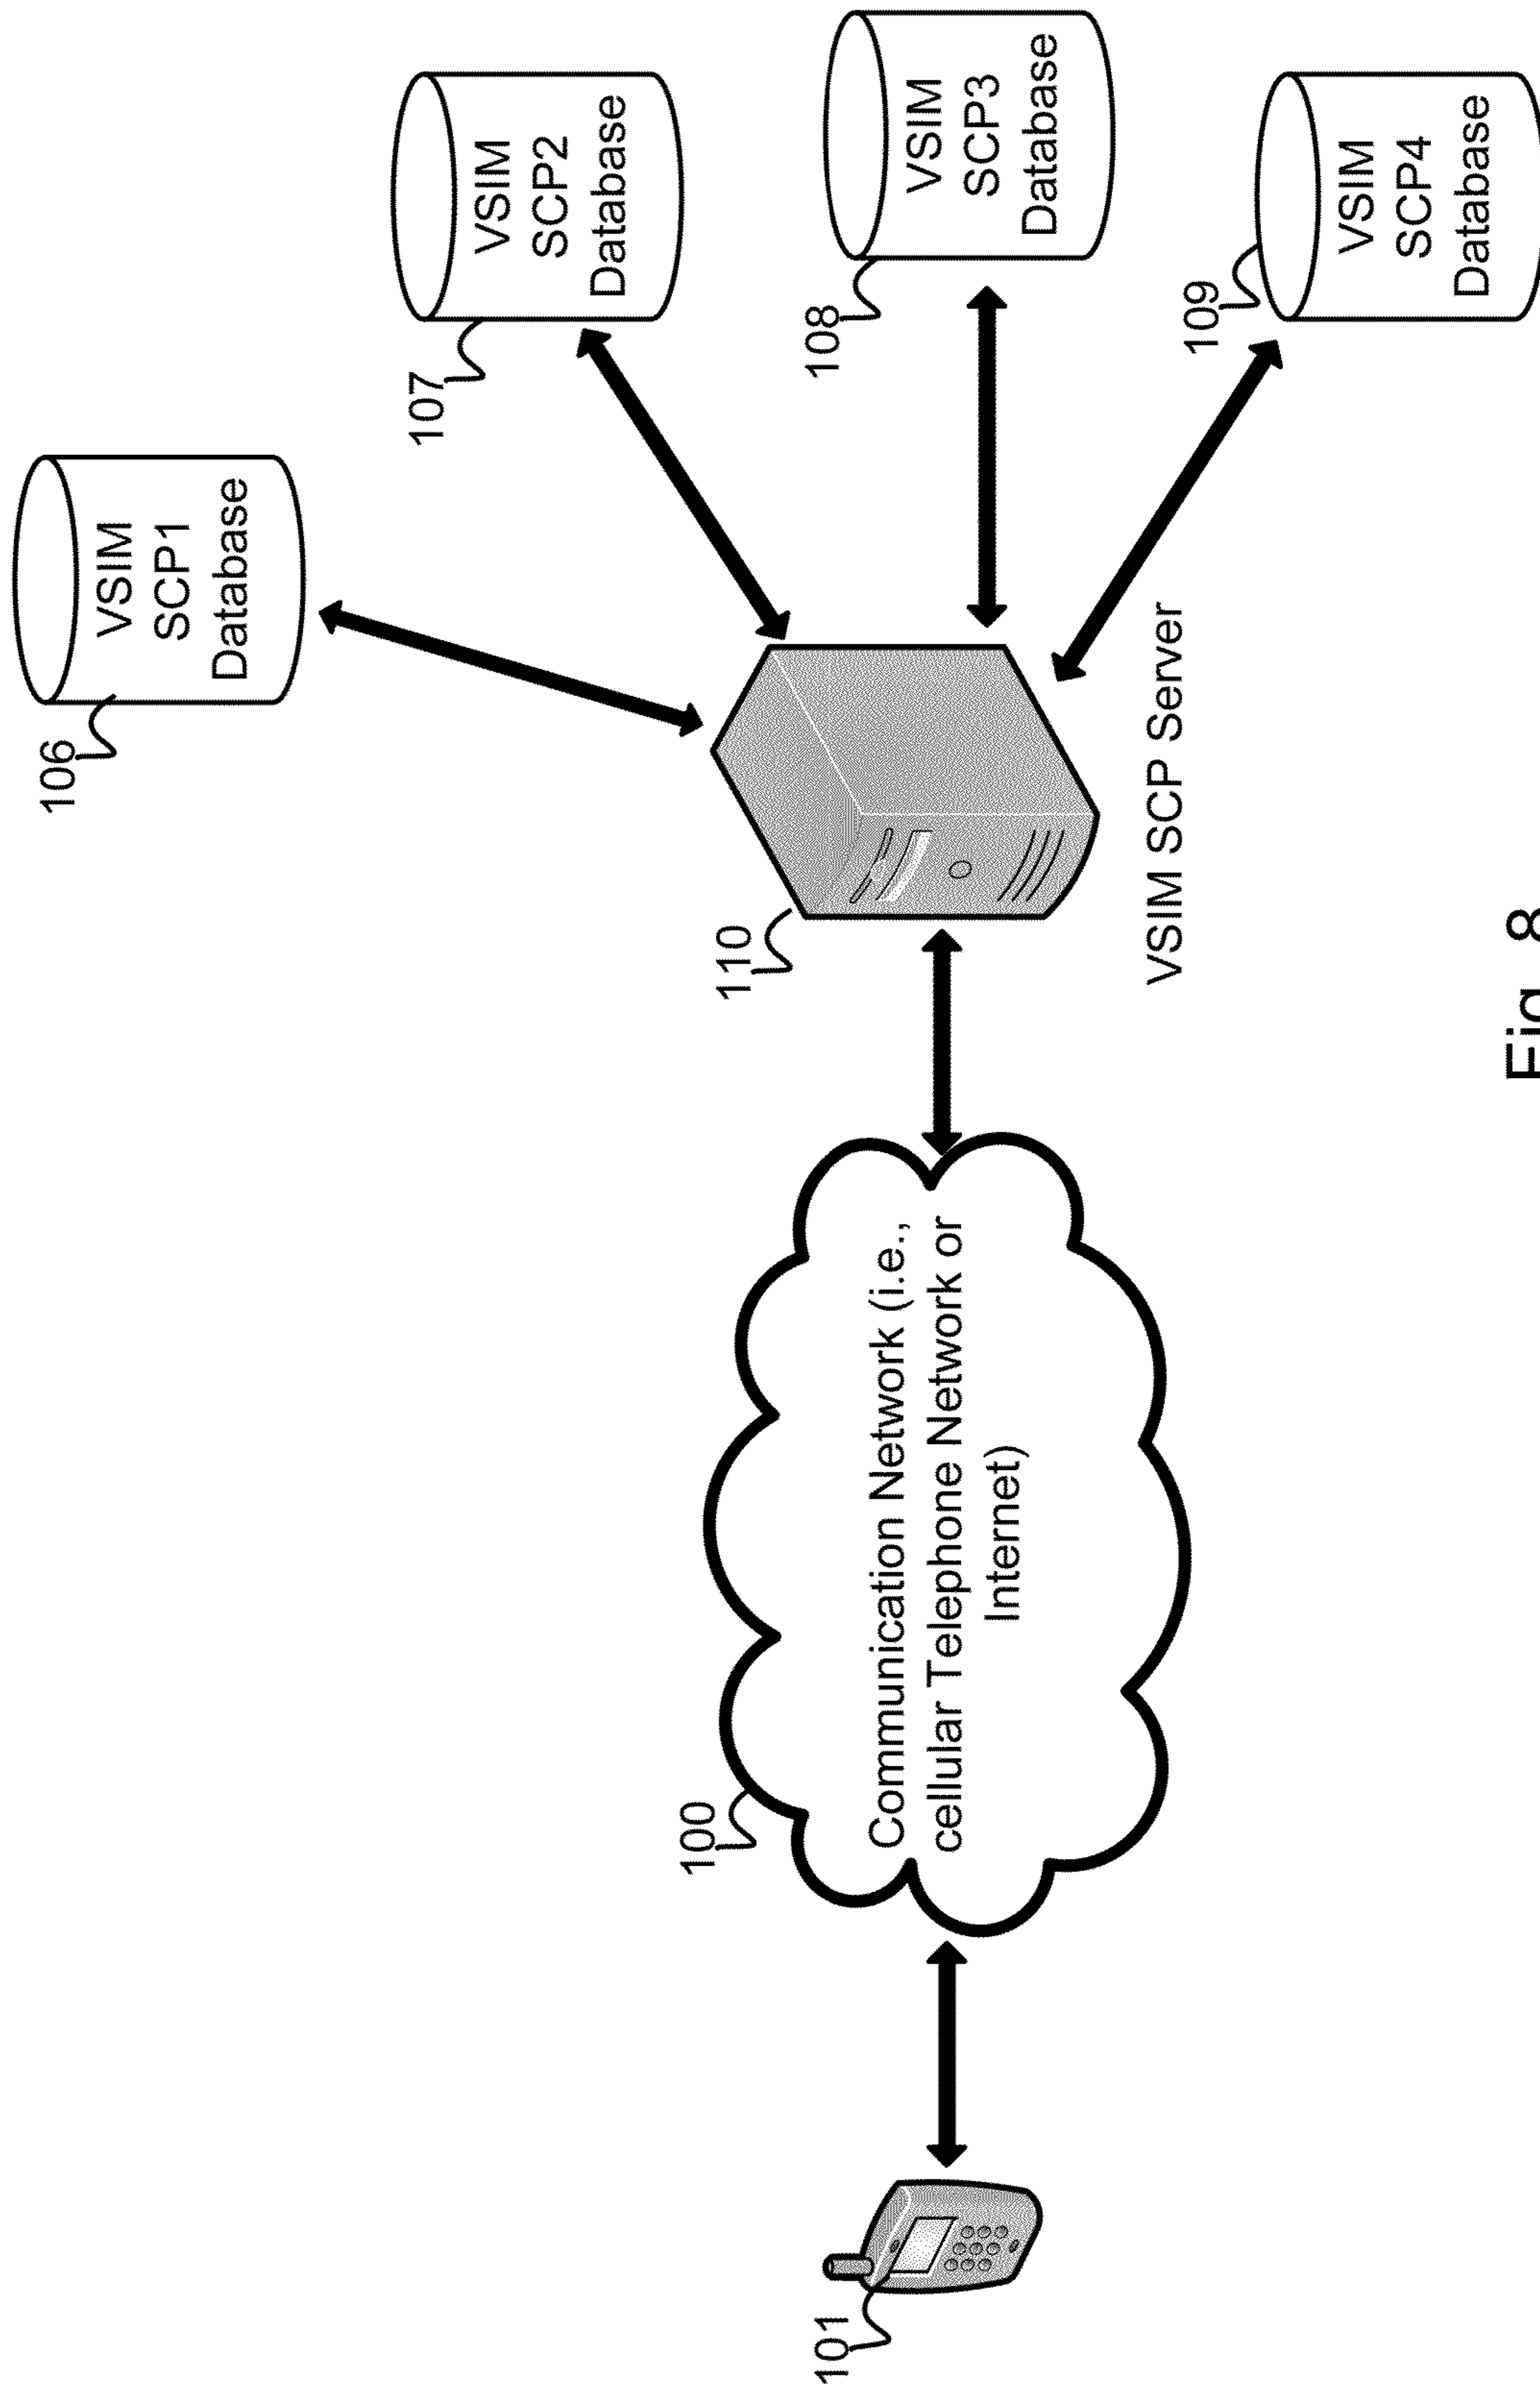 106
VSIM
SCP1
Database
107
VSIM
SCP2
Database
108
VSIM
SCP3
Database
109
VSIM
SCP4
Database
110
VSIM SCP Server
100
Communication Network (i.e.,
cellular Telephone Network or
Internet)
101
Fig. 8